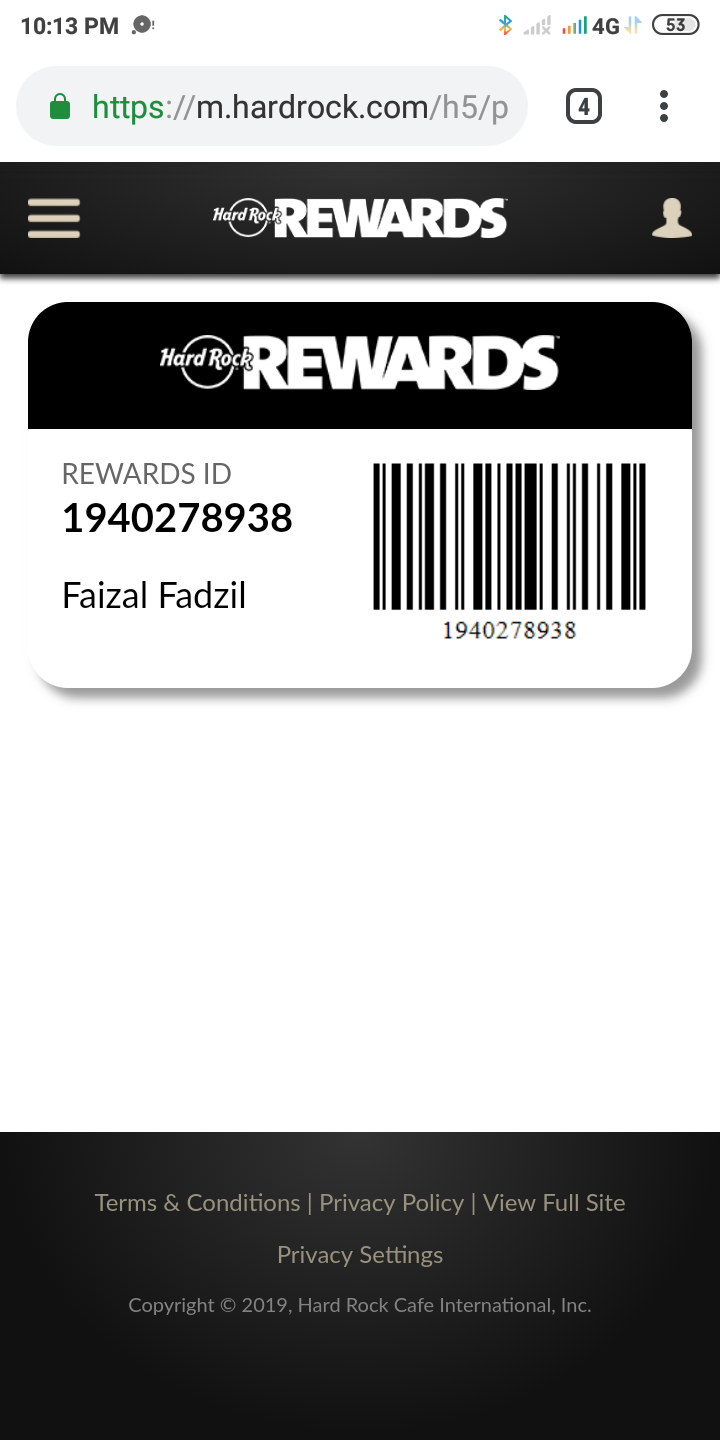 10:13 PM 4G 53
https://m.hardrock.com/h5/p 4
Hard Rock REWARDS
Hard Rock REWARDS
REWARDS ID
1940278938
Faizal Fadzil
1940278938
Terms & Conditions | Privacy Policy | View Full Site
Privacy Settings
Copyright © 2019, Hard Rock Cafe International, Inc.